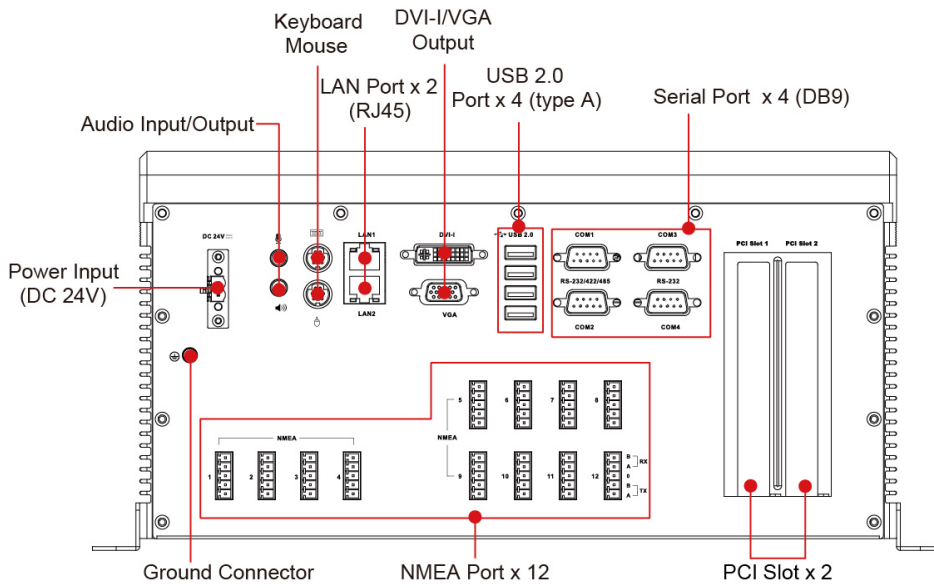 Keyboard
Mouse
DVI-I/VGA
Output
LAN Port x 2
(RJ45)
USB 2.0
Port x 4 (type A)
Serial Port x 4 (DB9)
Audio Input/Output
Power Input
(DC 24V)
DC 24V
LAN1
LAN2
DVI-I
VGA
USB 2.0
COM1
COM3
RS-232/422/485
RS-232
COM2
COM4
PCI Slot 1
PCI Slot 2
5
6
7
8
NMEA
NMEA
1
2
3
4
9
10
11
12
B
A
0
B
A
RX
TX
Ground Connector
NMEA Port x 12
PCI Slot x 2